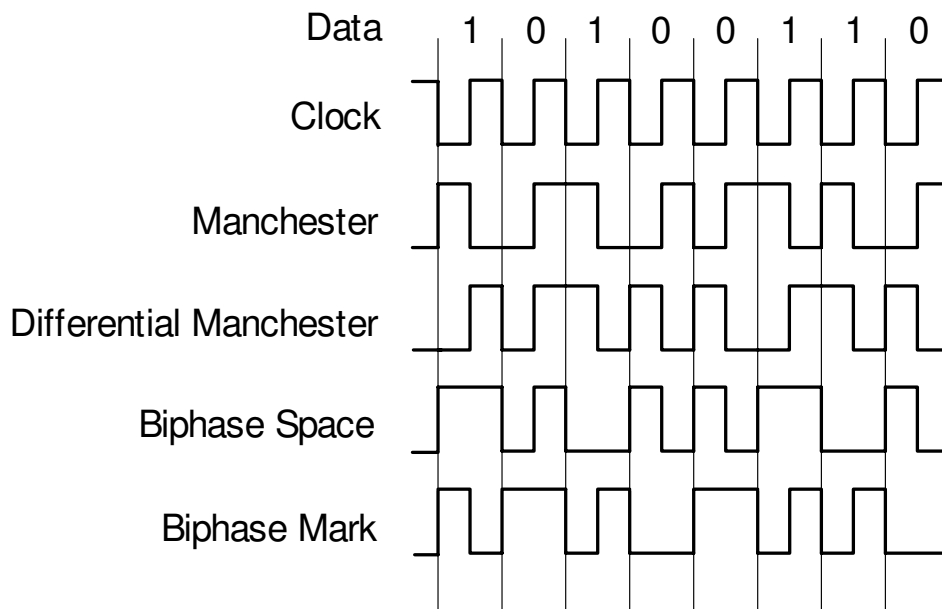 Data 1 0 1 0 0 1 1 0
Clock
Manchester
Differential Manchester
Biphase Space
Biphase Mark